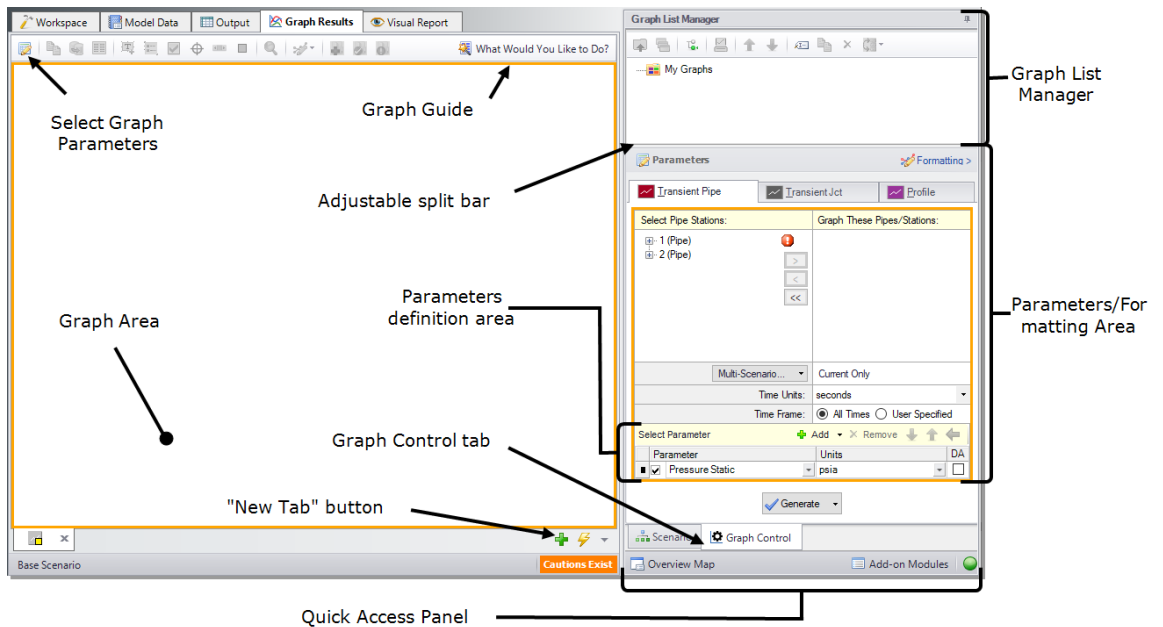 Workspace Model Data Output Graph Results Visual Report
What Would You Like to Do?
Select Graph
Parameters
Graph Guide
Adjustable split bar
Graph Area
Parameters
definition area
Graph Control tab
"New Tab" button
Base Scenario Cautions Exist
Graph List Manager
My Graphs
Graph List
Manager
Parameters Formatting >
Transient Pipe Transient Jct Profile
Select Pipe Stations: Graph These Pipes/Stations:
1 (Pipe)
2 (Pipe)
>
<
<<
Parameters/For
matting Area
Multi-Scenario... Current Only
Time Units: seconds
Time Frame: All Times User Specified
Select Parameter Add Remove
Parameter Units DA
Pressure Static psia
Generate
Graph Control
Overview Map Add-on Modules
Quick Access Panel